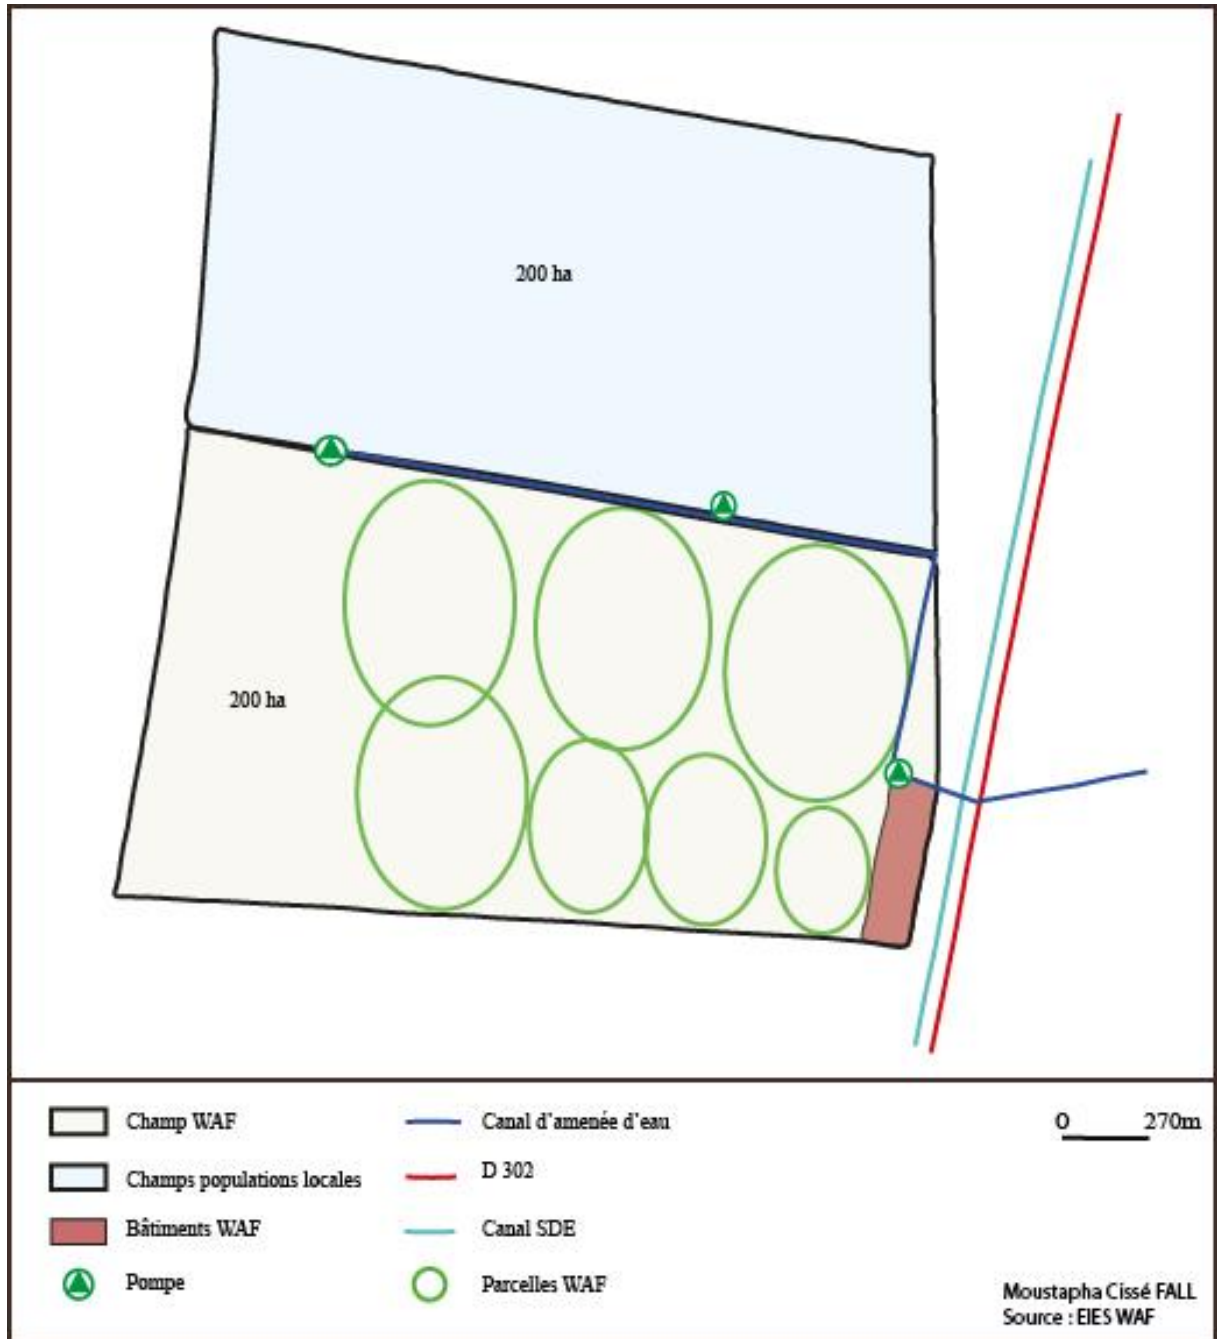 200 ha
200 ha
Champ WAF
Champs populations locales
Bâtiments WAF
Pompe
Canal d'amenée d'eau
D 302
Canal SDE
Parcelles WAF
0 270m
Moustapha Cissé FALL
Source : EIES WAF